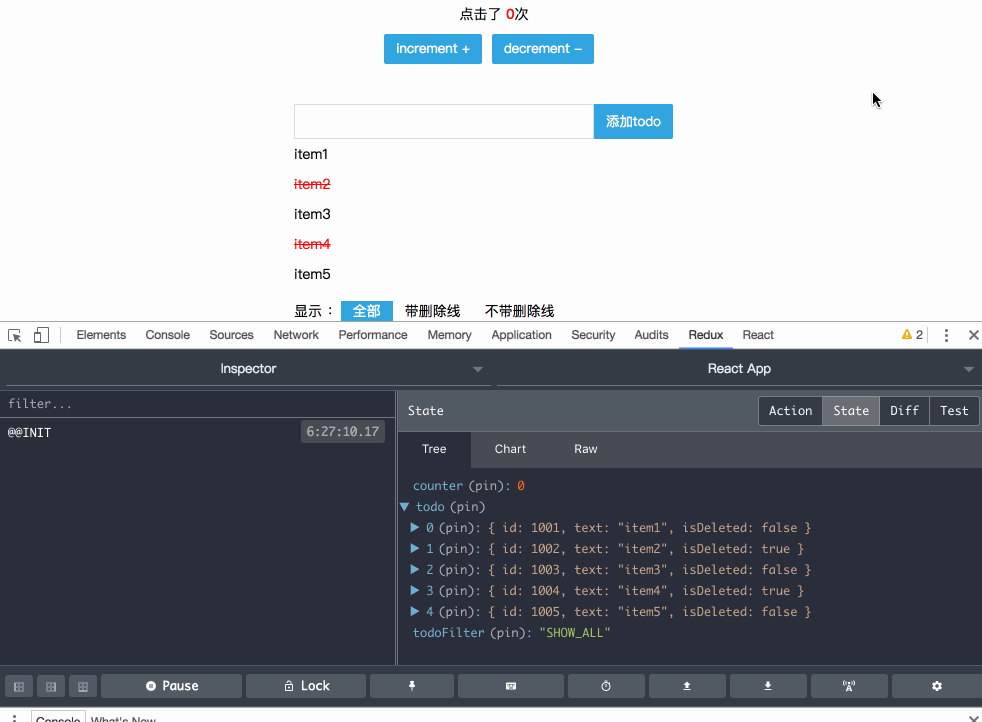 点击了 0次
increment + decrement −
添加todo
item1
item2
item3
item4
item5
显示： 全部 带删除线 不带删除线
Elements Console Sources Network Performance Memory Application Security Audits Redux React 2
Inspector React App
filter... State Action State Diff Test
@@INIT 6:27:10.17
Tree Chart Raw
counter (pin): 0
todo (pin)
0 (pin): { id: 1001, text: "item1", isDeleted: false }
1 (pin): { id: 1002, text: "item2", isDeleted: true }
2 (pin): { id: 1003, text: "item3", isDeleted: false }
3 (pin): { id: 1004, text: "item4", isDeleted: true }
4 (pin): { id: 1005, text: "item5", isDeleted: false }
todoFilter (pin): "SHOW_ALL"
Pause Lock
Console What's New